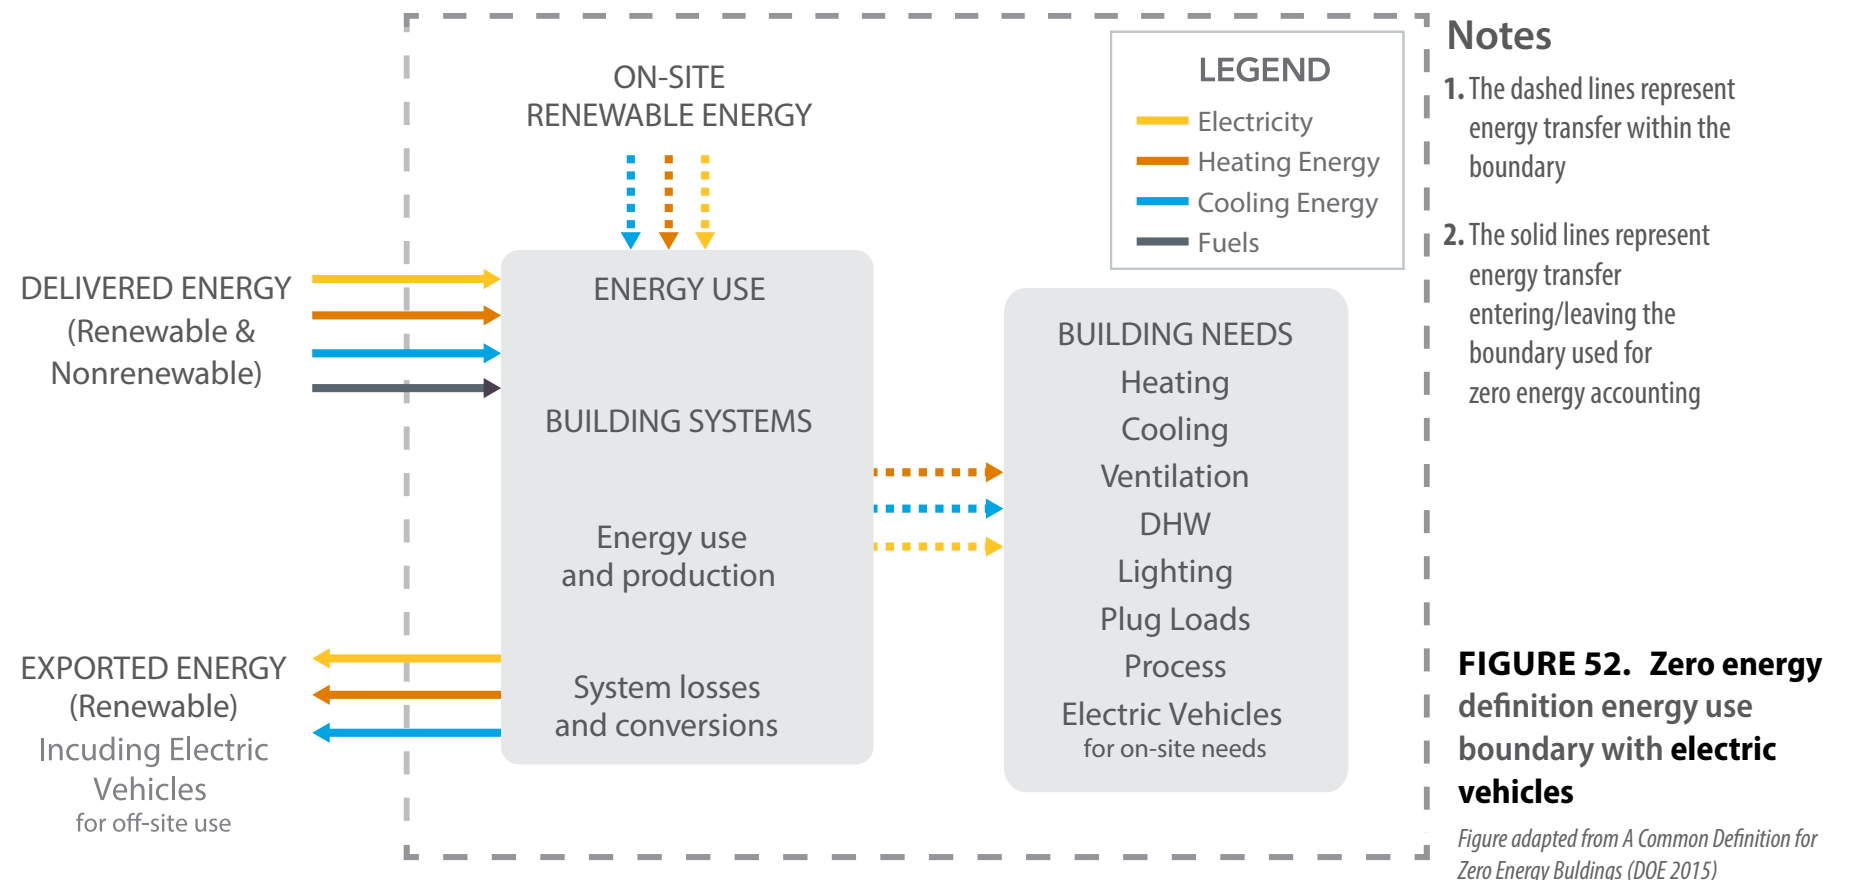 ON-SITE
RENEWABLE ENERGY
LEGEND
Electricity
Heating Energy
Cooling Energy
Fuels
DELIVERED ENERGY
(Renewable &
Nonrenewable)
ENERGY USE
BUILDING SYSTEMS
Energy use
and production
System losses
and conversions
EXPORTED ENERGY
(Renewable)
Incuding Electric
Vehicles
for off-site use
BUILDING NEEDS
Heating
Cooling
Ventilation
DHW
Lighting
Plug Loads
Process
Electric Vehicles
for on-site needs
Notes
1. The dashed lines represent
energy transfer within the
boundary
2. The solid lines represent
energy transfer
entering/leaving the
boundary used for
zero energy accounting
FIGURE 52. Zero energy
definition energy use
boundary with electric
vehicles
Figure adapted from A Common Definition for
Zero Energy Buldings (DOE 2015)